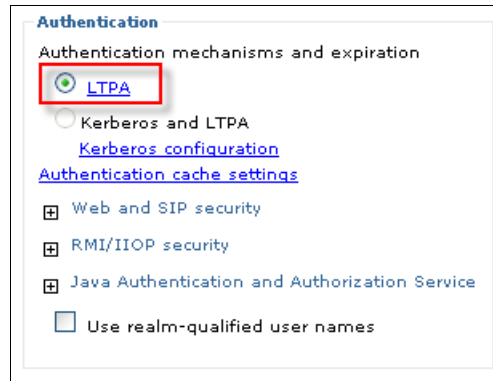 Authentication
Authentication mechanisms and expiration
LTPA
Kerberos and LTPA
Kerberos configuration
Authentication cache settings
Web and SIP security
RMI/IIOP security
Java Authentication and Authorization Service
Use realm-qualified user names